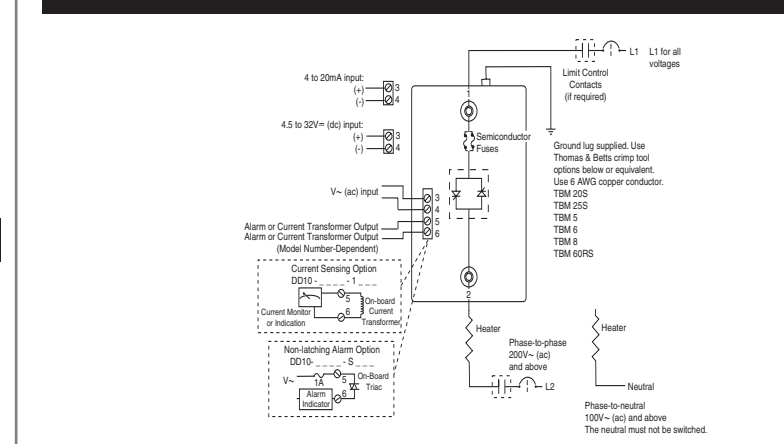 L1
L1 for all
voltages
Limit Control
Contacts
(if required)
4 to 20mA input:
(+)
3
(-)
4
4.5 to 32V⎓ (dc) input:
(+)
3
(-)
4
1
Semiconductor
Fuses
Ground lug supplied. Use
Thomas & Betts crimp tool
options below or equivalent.
Use 6 AWG copper conductor.
TBM 20S
TBM 25S
TBM 5
TBM 6
TBM 8
TBM 60RS
V~ (ac) input
3
4
Alarm or Current Transformer Output
5
Alarm or Current Transformer Output
6
(Model Number-Dependent)
Current Sensing Option
DD10 - _ _ _ _ - 1 _ _ _
5
6
Current Monitor
or Indication
On-board
Current
Transformer
2
Heater
Phase-to-phase
200V~ (ac)
and above
L2
Heater
Neutral
Phase-to-neutral
100V~ (ac) and above
The neutral must not be switched.
Non-latching Alarm Option
DD10- _ _ _ _ - S _ _ _
V~
1A
5
6
On-Board
Triac
Alarm
Indicator